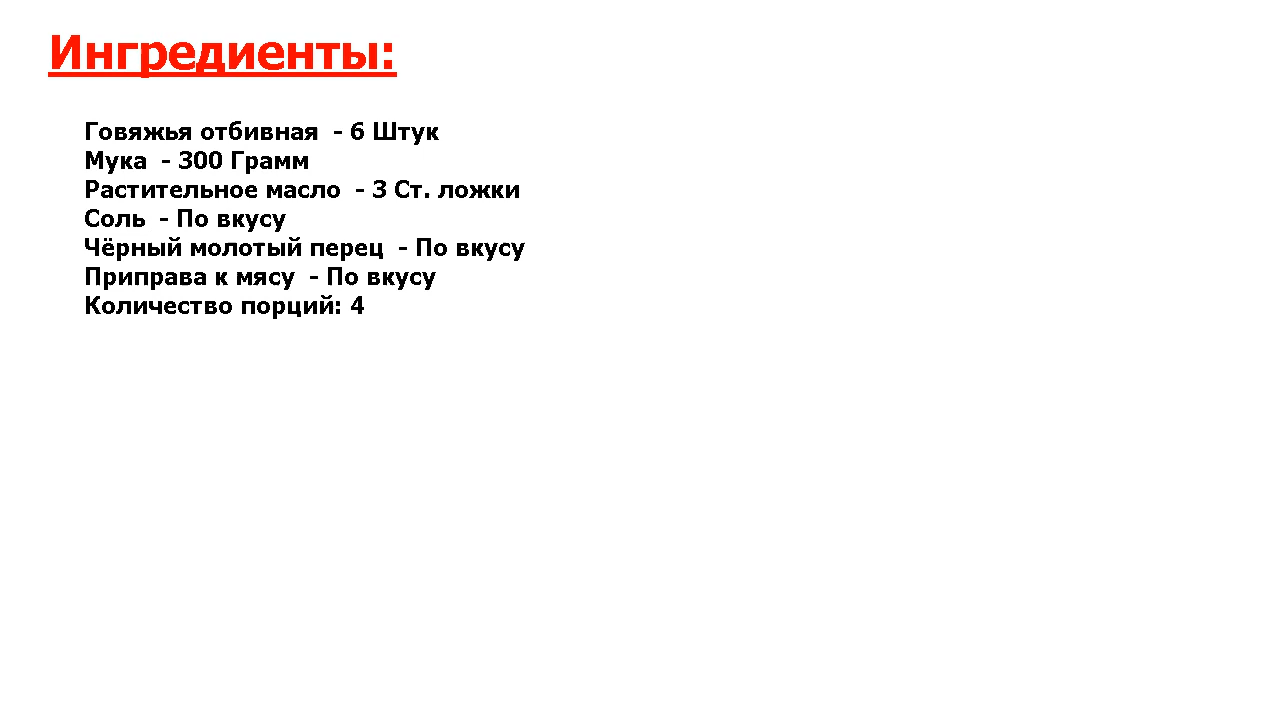 Ингредиенты:
Говяжья отбивная - 6 Штук
Мука - 300 Грамм
Растительное масло - 3 Ст. ложки
Соль - По вкусу
Чёрный молотый перец - По вкусу
Приправа к мясу - По вкусу
Количество порций: 4